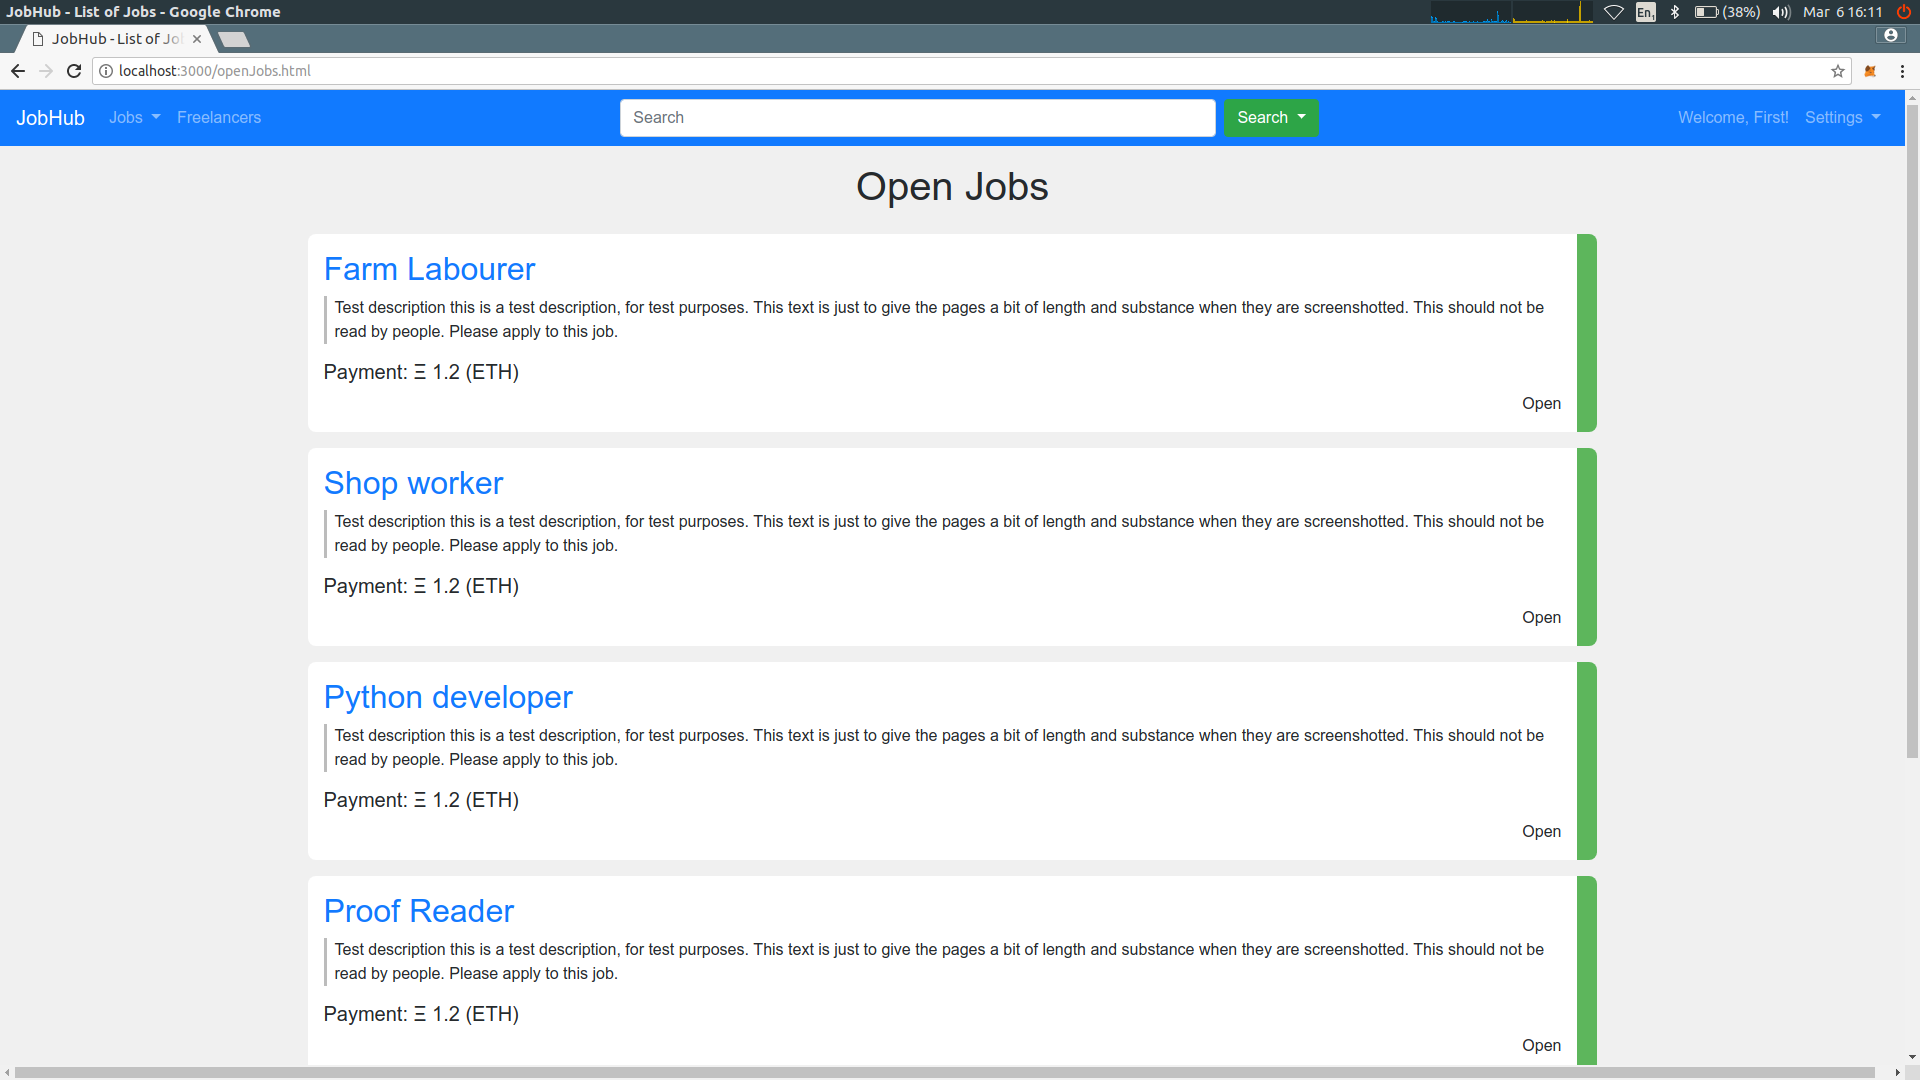 JobHub - List of Jobs - Google Chrome
En1 (38%) Mar 6 16:11
JobHub - List of Jo
localhost:3000/openJobs.html
JobHub Jobs Freelancers Search Search Welcome, First! Settings
Open Jobs
Farm Labourer
Test description this is a test description, for test purposes. This text is just to give the pages a bit of length and substance when they are screenshotted. This should not be
read by people. Please apply to this job.
Payment: Ξ 1.2 (ETH)
Open
Shop worker
Test description this is a test description, for test purposes. This text is just to give the pages a bit of length and substance when they are screenshotted. This should not be
read by people. Please apply to this job.
Payment: Ξ 1.2 (ETH)
Open
Python developer
Test description this is a test description, for test purposes. This text is just to give the pages a bit of length and substance when they are screenshotted. This should not be
read by people. Please apply to this job.
Payment: Ξ 1.2 (ETH)
Open
Proof Reader
Test description this is a test description, for test purposes. This text is just to give the pages a bit of length and substance when they are screenshotted. This should not be
read by people. Please apply to this job.
Payment: Ξ 1.2 (ETH)
Open